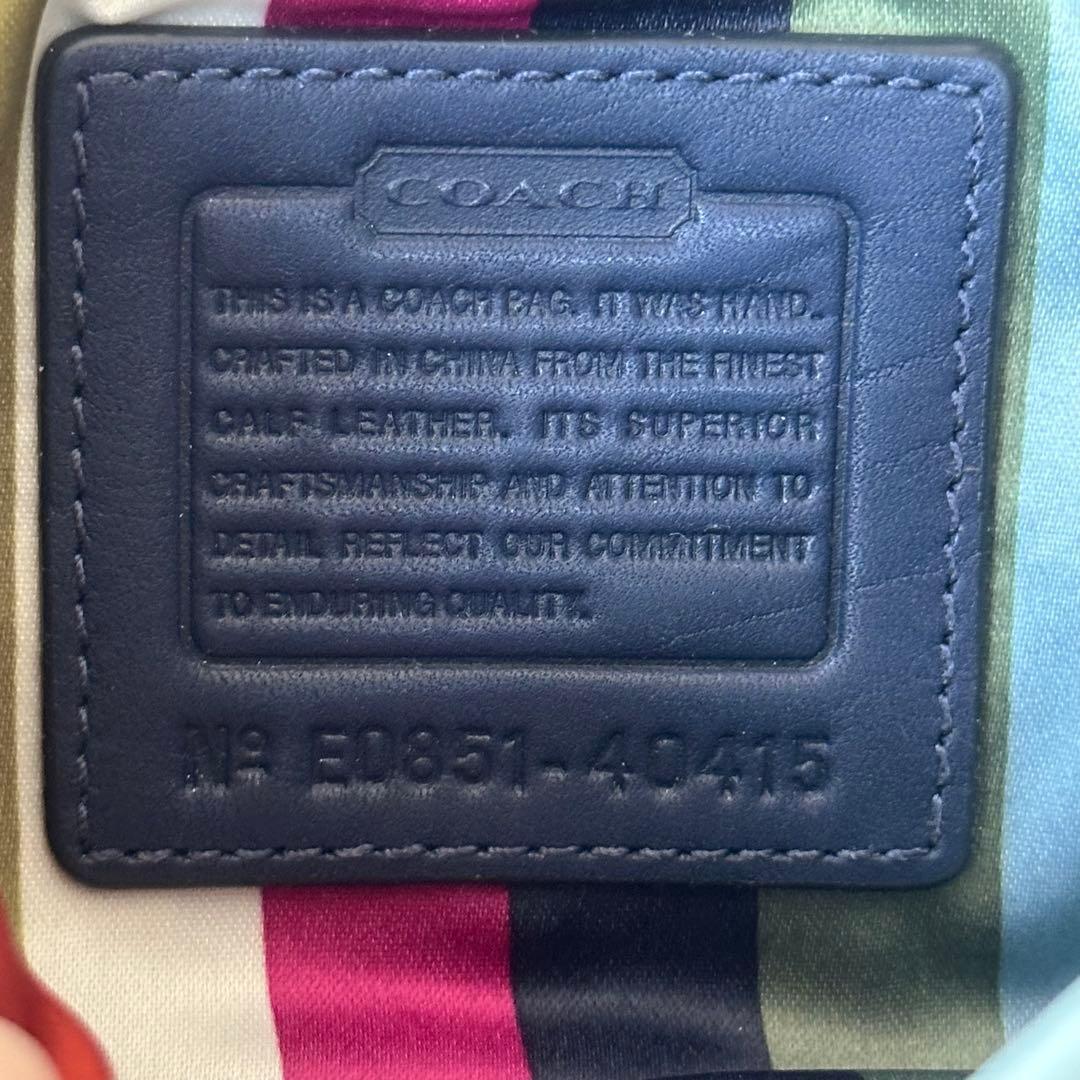 COACH
THIS IS A COACH BAG. IT WAS HAND-
CRAFTED IN CHINA FROM THE FINEST
CALF LEATHER. ITS SUPERIOR
CRAFTSMANSHIP AND ATTENTION TO
DETAIL REFLECT OUR COMMITMENT
TO ENDURING QUALITY.
Nº E0851-40415